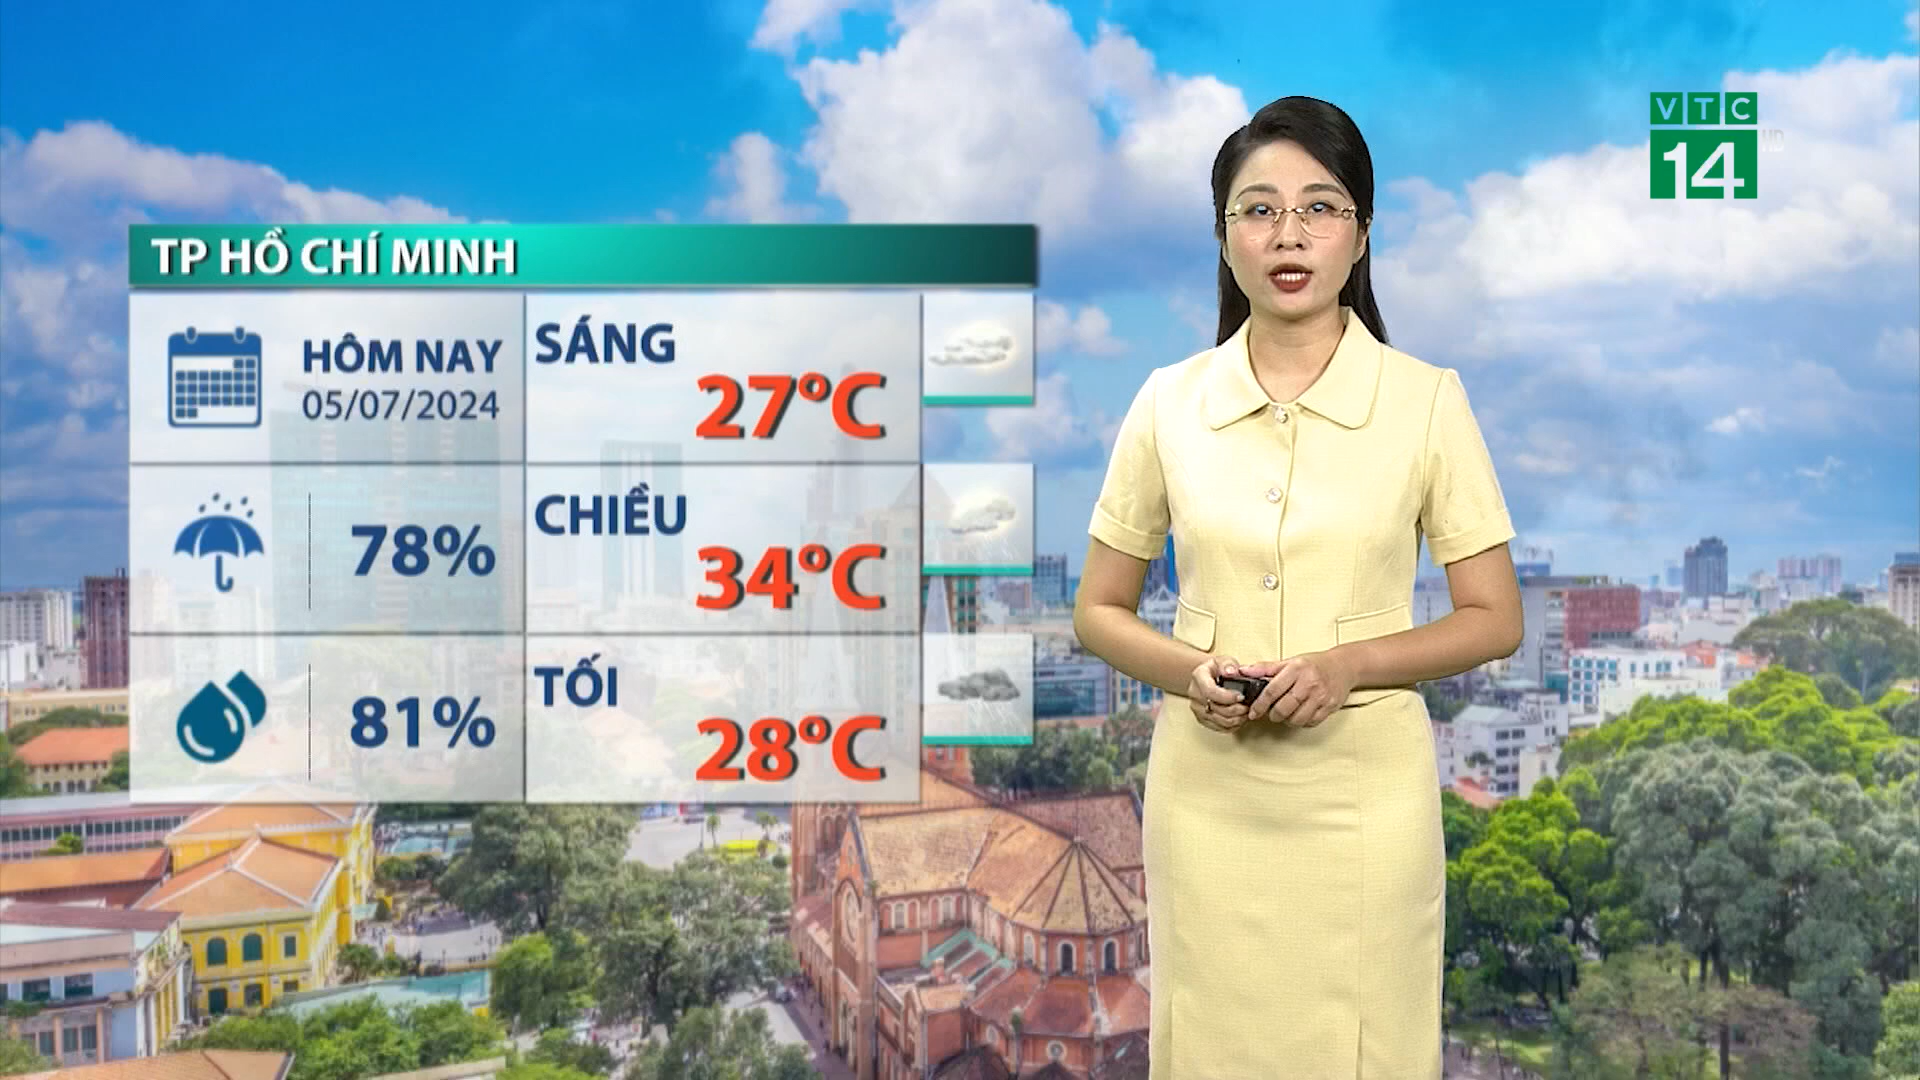 VTC
14
HD
TP HỒ CHÍ MINH
HÔM NAY
05/07/2024
78%
81%
SÁNG
27°C
CHIỀU
34°C
TỐI
28°C